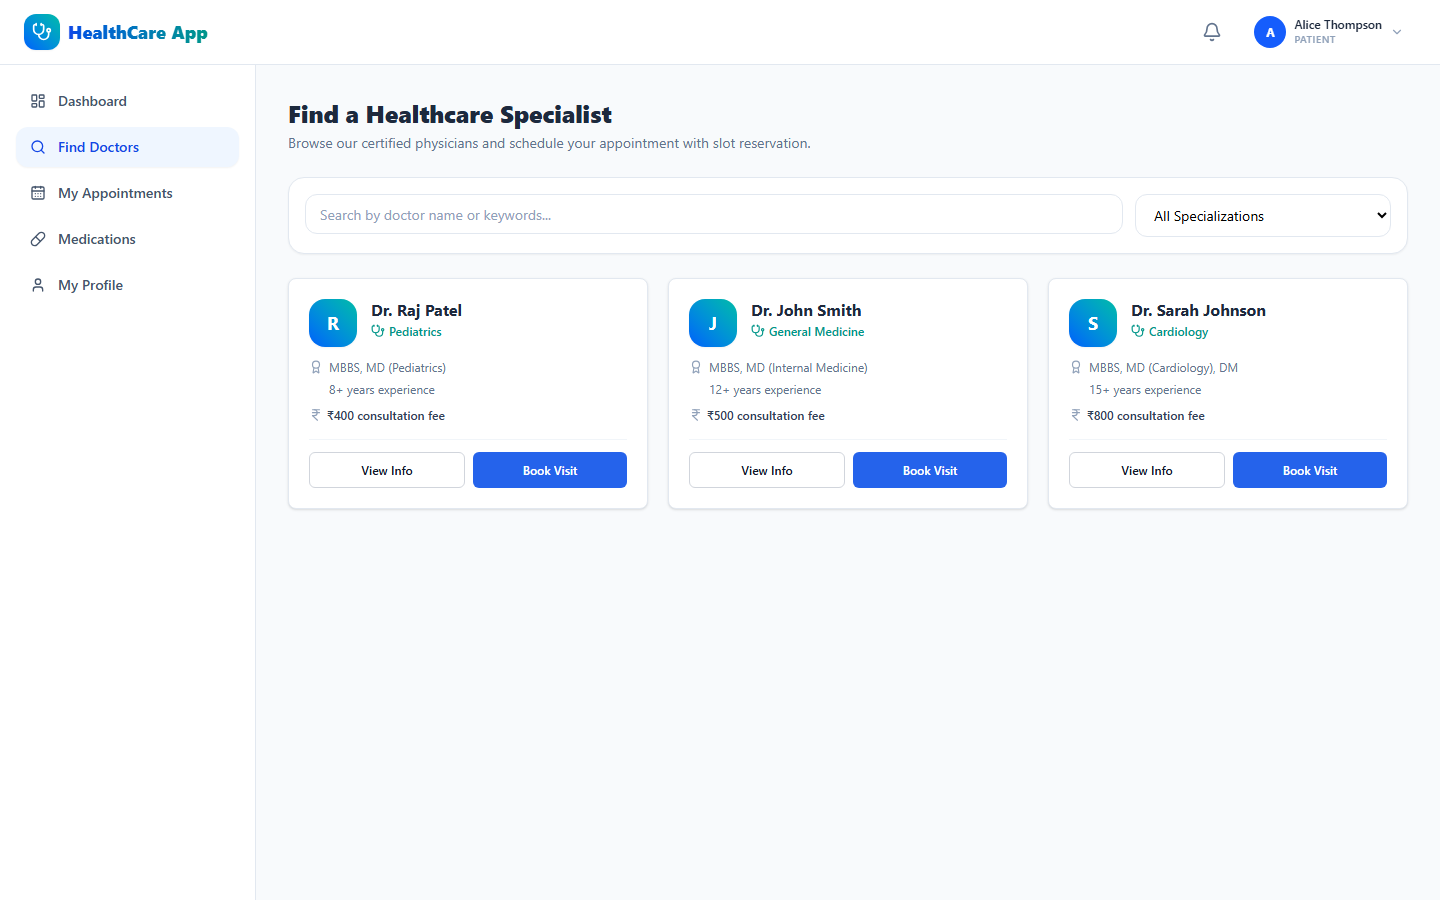 HealthCare App
A
Alice Thompson
PATIENT
Dashboard
Find Doctors
My Appointments
Medications
My Profile
Find a Healthcare Specialist
Browse our certified physicians and schedule your appointment with slot reservation.
Search by doctor name or keywords...
All Specializations
R
Dr. Raj Patel
Pediatrics
MBBS, MD (Pediatrics)
8+ years experience
₹400 consultation fee
View Info
Book Visit
J
Dr. John Smith
General Medicine
MBBS, MD (Internal Medicine)
12+ years experience
₹500 consultation fee
View Info
Book Visit
S
Dr. Sarah Johnson
Cardiology
MBBS, MD (Cardiology), DM
15+ years experience
₹800 consultation fee
View Info
Book Visit